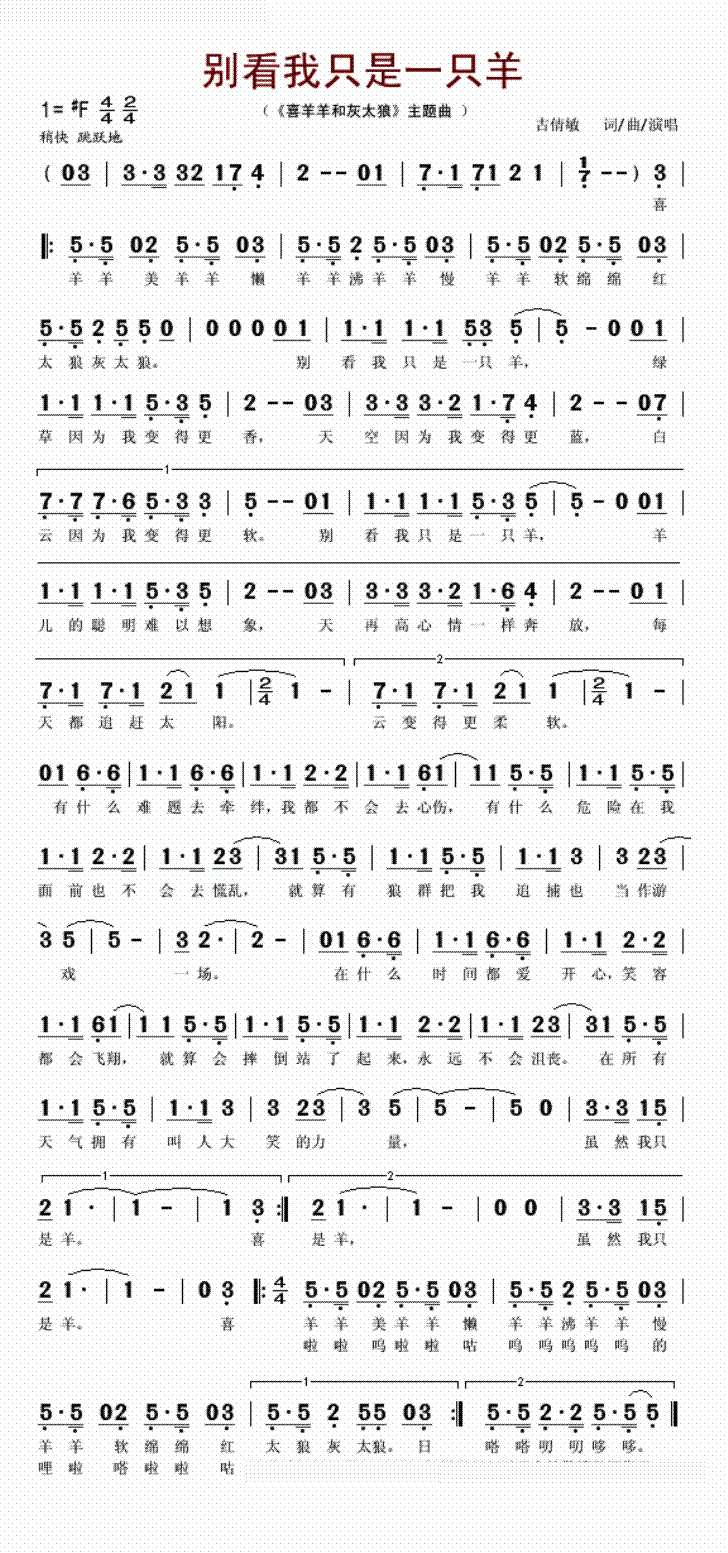 别看我只是一只羊
1= #F 4/4 2/4
（《喜羊羊和灰太狼》主题曲 ）
稍快 跳跃地
古倩敏 词/曲/演唱
( 03 | 3·3 32 17 4 | 2 -- 01 | 7·1 71 2 1 | 1/7 -- ) 3 |
喜
|: 5·5 02 5·5 03 | 5·5 2 5·5 03 | 5·5 02 5·5 03 |
羊 羊 美 羊 羊 懒 羊 羊 沸 羊 羊 慢 羊 羊 软 绵 绵 红
5·5 2 5 5 0 | 0 0 0 0 1 | 1·1 1·1 53 5 | 5 - 0 0 1 |
太 狼 灰 太 狼。 别 看 我 只 是 一只 羊， 绿
1·1 1·1 5·3 5 | 2 -- 03 | 3·3 3·2 1·7 4 | 2 -- 07 |
草 因 为 我 变 得 更 香， 天 空 因 为 我 变 得 更 蓝， 白
1
7·7 7·6 5·3 3 | 5 -- 01 | 1·1 1·1 5·3 5 | 5 - 0 01 |
云 因 为 我 变 得 更 软。 别 看 我 只 是 一 只 羊， 羊
1·1 1·1 5·3 5 | 2 -- 03 | 3·3 3·2 1·6 4 | 2 -- 01 |
儿 的 聪 明 难 以 想 象， 天 再 高 心 情 一 样 奔 放， 每
2
7·1 7·1 21 1 | 2/4 1 - | 7·1 7·1 21 1 | 2/4 1 - |
天 都 追 赶 太 阳。 云 变 得 更 柔 软。
01 6·6 | 1·1 6·6 | 1·1 2·2 | 1·1 61 | 11 5·5 | 1·1 5·5 |
有 什 么 难 题 去 牵 绊，我 都 不 会 去 心伤， 有 什 么 危 险 在 我
1·1 2·2 | 1·1 23 | 31 5·5 | 1·1 5·5 | 1·1 3 | 3 23 |
面 前 也 不 会 去 慌乱， 就 算 有 狼 群 把 我 追 捕 也 当 作游
3 5 | 5 - | 3 2· | 2 - | 01 6·6 | 1·1 6·6 | 1·1 2·2 |
戏 一 场。 在 什 么 时 间 都 爱 开 心，笑 容
1·1 61 | 1 1 5·5 | 1·1 5·5 | 1·1 2·2 | 1·1 23 | 31 5·5 |
都 会 飞翔， 就 算 会 摔 倒 站 了 起 来，永 远 不 会 沮丧。 在 所 有
1·1 5·5 | 1·1 3 | 3 23 | 3 5 | 5 - | 5 0 | 3·3 15 |
天 气 拥 有 叫 人 大 笑 的力 量， 虽 然 我只
1 2
2 1· | 1 - | 1 3 :| 2 1· | 1 - | 0 0 | 3·3 15 |
是 羊。 喜 是 羊， 虽 然 我只
2 1· | 1 - | 0 3 |: 4/4 5·5 02 5·5 03 | 5·5 2 5·5 03 |
是 羊。 喜 羊 羊 美 羊 羊 懒 羊 羊 沸 羊 羊 慢
啦 啦 呜 啦 啦 咕 呜 呜 呜 呜 呜 的
1 2
5·5 02 5·5 03 | 5·5 2 55 03 :| 5·5 2·2 5·5 5 ||
羊 羊 软 绵 绵 红 太 狼 灰 太狼。 日 嗒 嗒 叨 叨 哆 哆。
哩 啦 嗒 啦 啦 咕